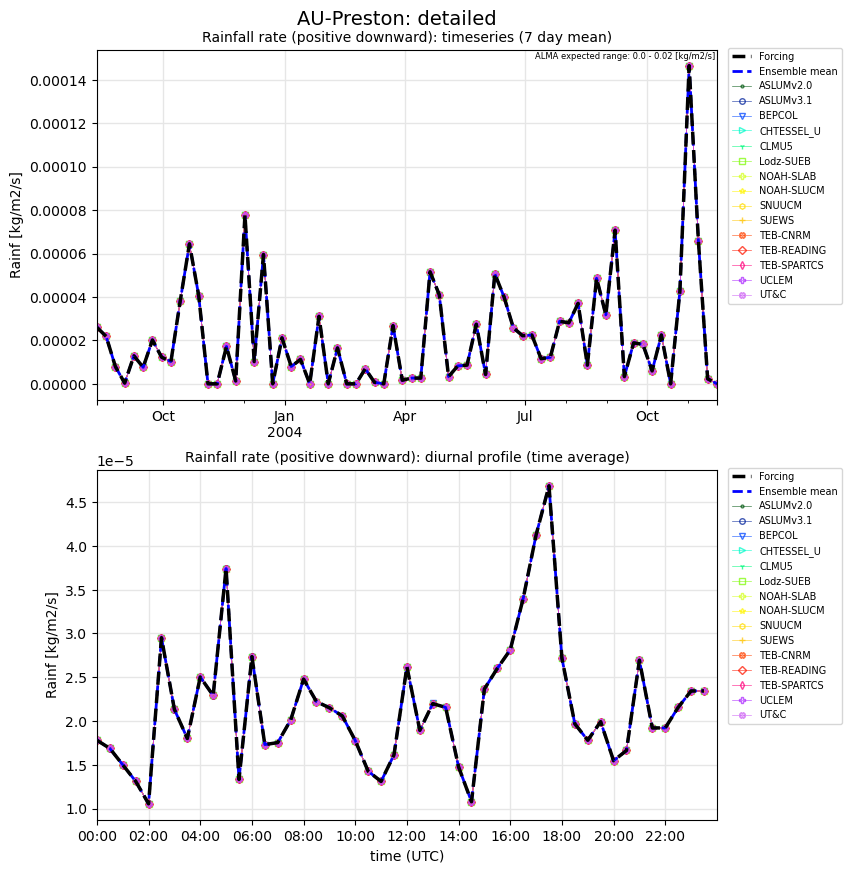 AU-Preston: detailed
Rainfall rate (positive downward): timeseries (7 day mean)
ALMA expected range: 0.0 - 0.02 [kg/m2/s]
Rainf [kg/m2/s]
0.00014
0.00012
0.00010
0.00008
0.00006
0.00004
0.00002
0.00000
Oct
Jan
2004
Apr
Jul
Oct
Forcing
Ensemble mean
ASLUMv2.0
ASLUMv3.1
BEPCOL
CHTESSEL_U
CLMU5
Lodz-SUEB
NOAH-SLAB
NOAH-SLUCM
SNUUCM
SUEWS
TEB-CNRM
TEB-READING
TEB-SPARTCS
UCLEM
UT&C
1e−5
Rainfall rate (positive downward): diurnal profile (time average)
Rainf [kg/m2/s]
4.5
4.0
3.5
3.0
2.5
2.0
1.5
1.0
00:00
02:00
04:00
06:00
08:00
10:00
12:00
14:00
16:00
18:00
20:00
22:00
time (UTC)
Forcing
Ensemble mean
ASLUMv2.0
ASLUMv3.1
BEPCOL
CHTESSEL_U
CLMU5
Lodz-SUEB
NOAH-SLAB
NOAH-SLUCM
SNUUCM
SUEWS
TEB-CNRM
TEB-READING
TEB-SPARTCS
UCLEM
UT&C